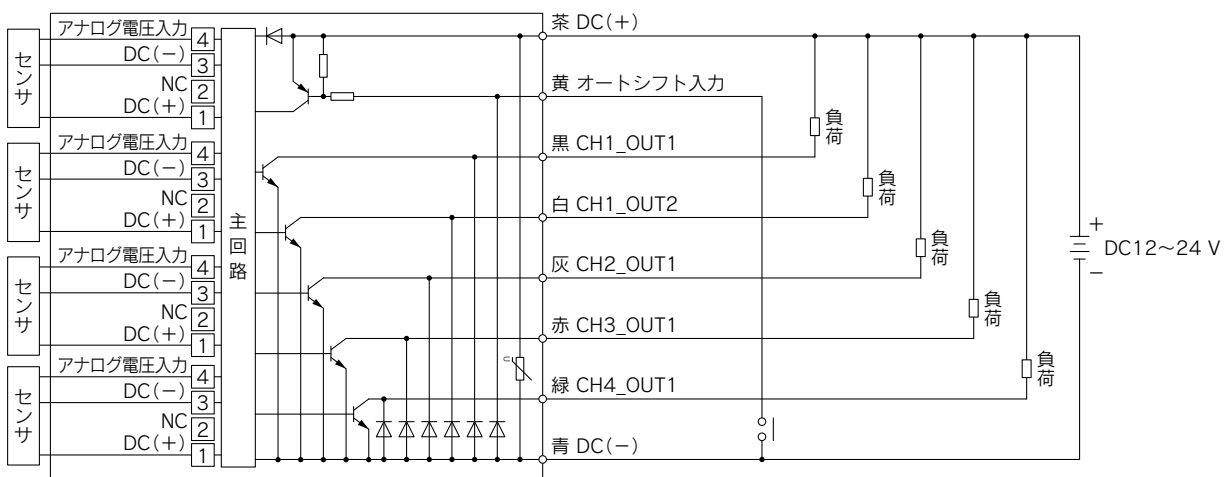 センサ
アナログ電圧入力 4
DC(−) 3
NC 2
DC(+) 1
センサ
アナログ電圧入力 4
DC(−) 3
NC 2
DC(+) 1
センサ
アナログ電圧入力 4
DC(−) 3
NC 2
DC(+) 1
センサ
アナログ電圧入力 4
DC(−) 3
NC 2
DC(+) 1
主回路
U
茶 DC(+)
黄 オートシフト入力
黒 CH1_OUT1
白 CH1_OUT2
灰 CH2_OUT1
赤 CH3_OUT1
緑 CH4_OUT1
青 DC(−)
負荷
負荷
負荷
負荷
負荷
+
DC12〜24 V
−